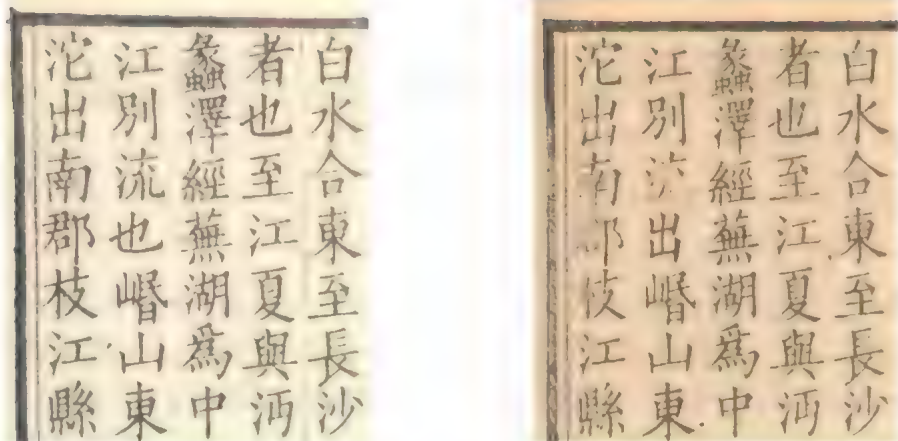 白水合東至長沙
者也至江夏與沔
蠡澤經蕪湖爲中
江別流也㟭山東
沱出南郡枝江縣
白水合東至長沙
者也至江夏與沔
蠡澤經蕪湖爲中
江別流出㟭山東
沱出南郡枝江縣